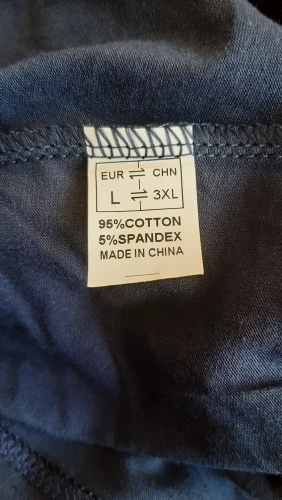 EUR ⇌ CHN
L ⇌ 3XL
95%COTTON
5%SPANDEX
MADE IN CHINA